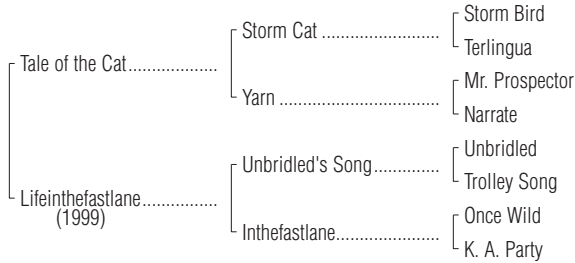 Storm Bird
Storm Cat ........................
Terlingua
Tale of the Cat..................
Mr. Prospector
Yarn ................................
Narrate
Unbridled
Unbridled's Song.............
Trolley Song
Lifeinthefastlane...............
(1999)
Once Wild
Inthefastlane.....................
K. A. Party